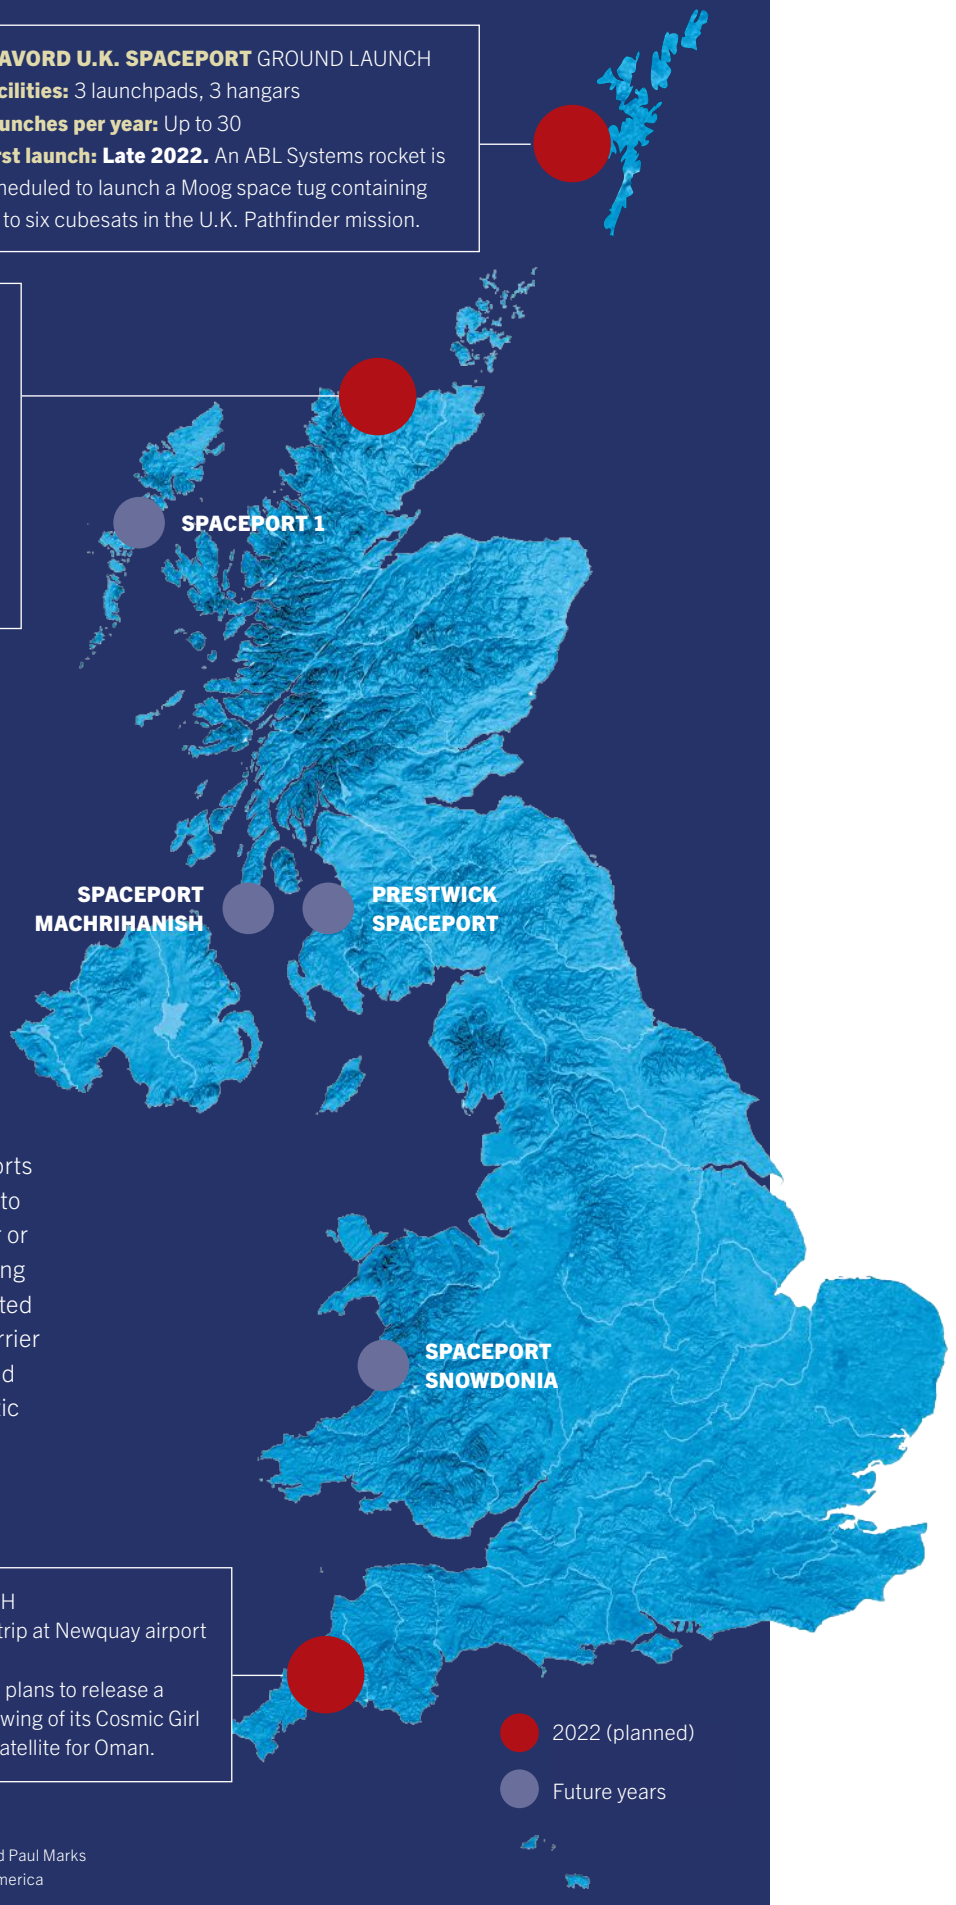 AVORD U.K. SPACEPORT GROUND LAUNCH
cilities: 3 launchpads, 3 hangars
unches per year: Up to 30
rst launch: Late 2022. An ABL Systems rocket is
heduled to launch a Moog space tug containing
to six cubesats in the U.K. Pathfinder mission.
SPACEPORT 1
SPACEPORT
MACHRIHANISH
PRESTWICK
SPACEPORT
orts
to
or
ng
ted
rrier
d
tic
SPACEPORT
SNOWDONIA
H
trip at Newquay airport
plans to release a
wing of its Cosmic Girl
atellite for Oman.
2022 (planned)
Future years
d Paul Marks
merica